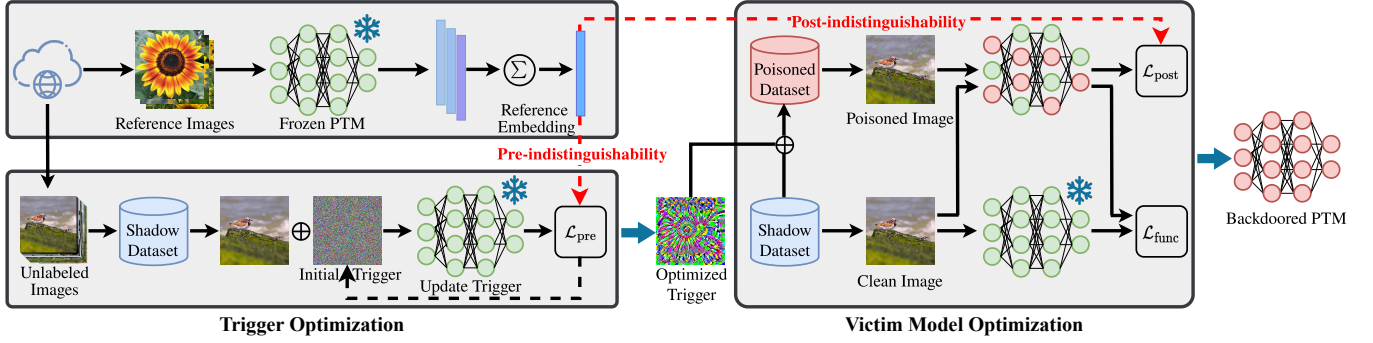 Reference Images
Frozen PTM
Σ
Reference
Embedding
Pre-indistinguishability
Unlabeled
Images
Shadow
Dataset
Initial Trigger
Update Trigger
ℒpre
Trigger Optimization
Optimized
Trigger
Post-indistinguishability
Poisoned
Dataset
Poisoned Image
ℒpost
Shadow
Dataset
Clean Image
ℒfunc
Victim Model Optimization
Backdoored PTM